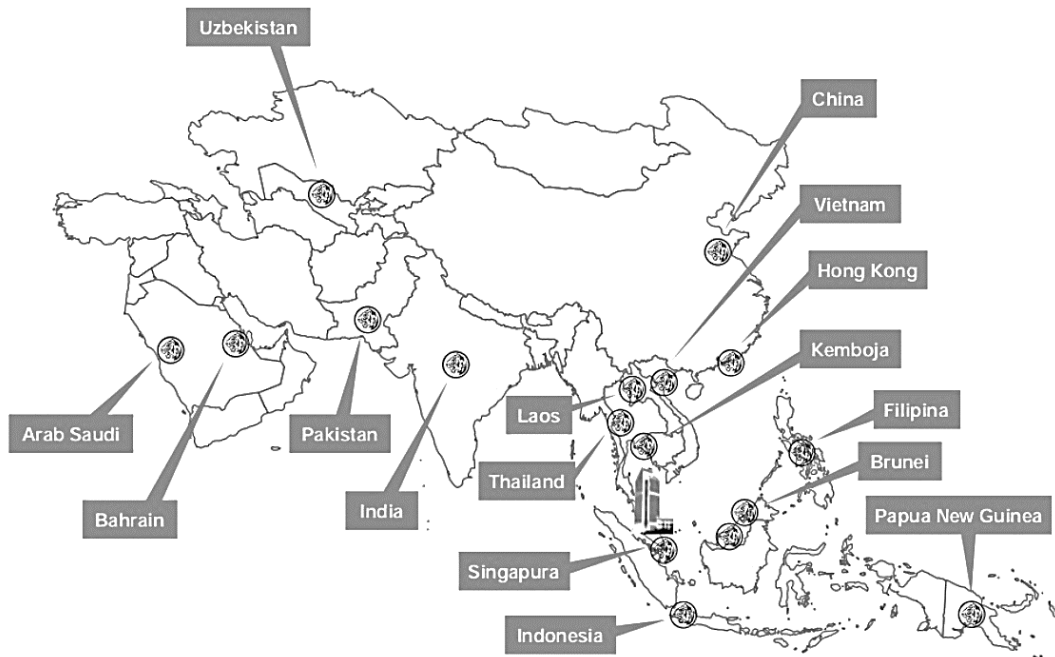 Uzbekistan
China
Vietnam
Hong Kong
Kemboja
Laos
Filipina
Arab Saudi
Pakistan
Brunei
Thailand
India
Bahrain
Papua New Guinea
Singapura
Indonesia